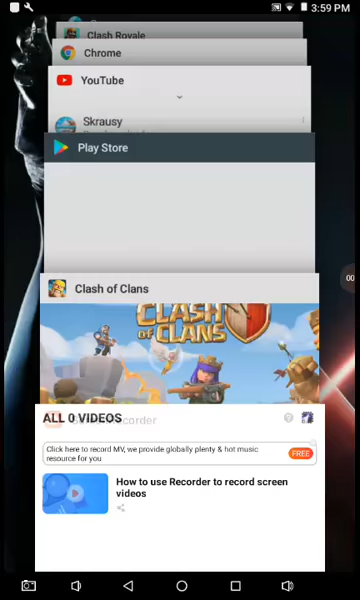 3:59 PM
Clash Royale
Chrome
YouTube
Skrausy
Play Store
00
Clash of Clans
CLASH
OF
CLANS
ALL 0 VIDEOS
Recorder
Click here to record MV, we provide globally plenty & hot music
resource for you
FREE
How to use Recorder to record screen
videos